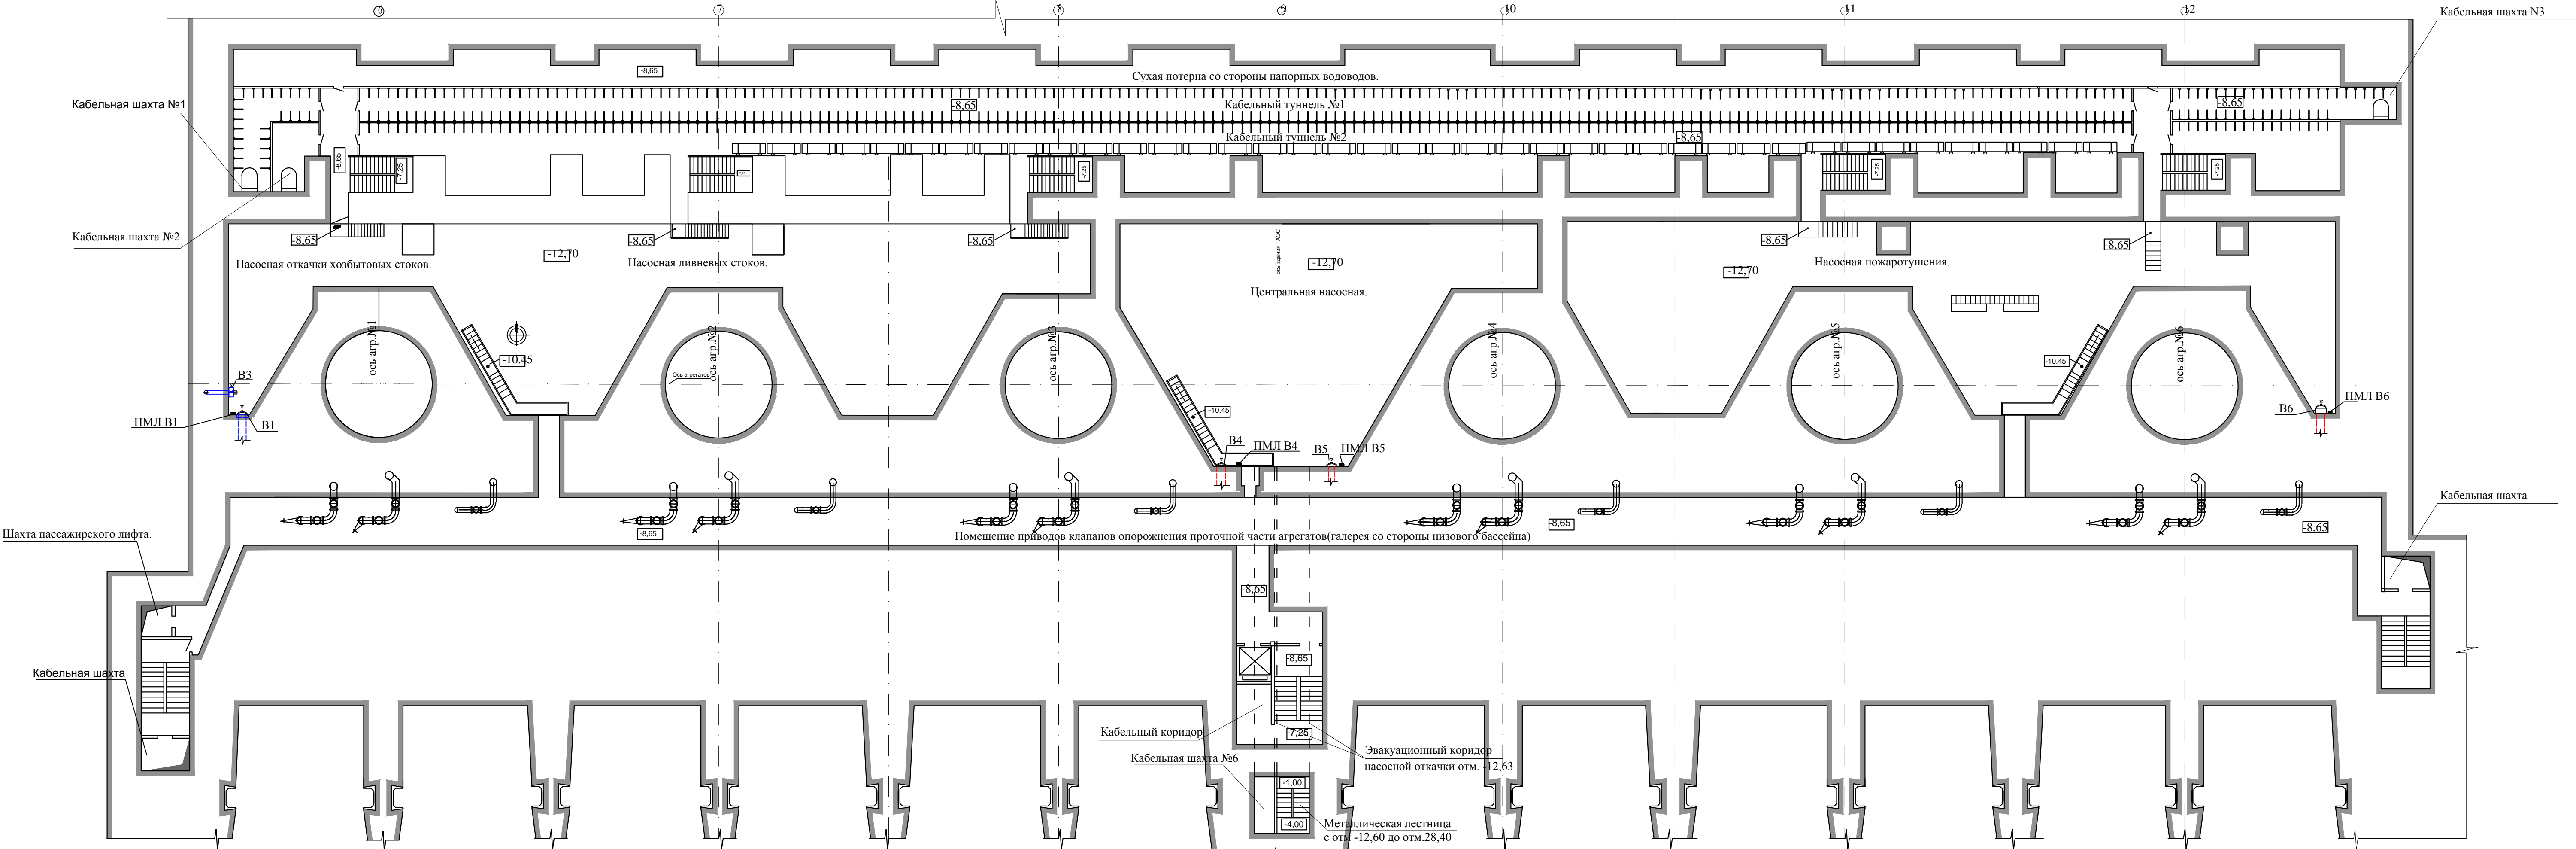 6
7
8
9
10
11
12
Кабельная шахта N3
-8,65
Сухая потерна со стороны напорных водоводов.
Кабельная шахта №1
-8,65
Кабельный туннель №1
-8,65
Кабельный туннель №2
-8,65
-8,65
-7,25
-7,25
-7,25
-7,25
Кабельная шахта №2
-8,65
-8,65
-8,65
-8,65
-8,65
Насосная откачки хозбытовых стоков.
-12,70
Насосная ливневых стоков.
ось здания ГАЭС
-12,70
Центральная насосная.
-12,70
Насосная пожаротушения.
ось агр.№1
ось агр.№2
ось агр.№3
ось агр.№4
ось агр.№5
ось агр.№6
-10.45
Ось агрегатов
-10.45
-10.45
В3
ПМЛ В1
В1
В4
ПМЛ В4
В5
ПМЛ В5
В6
ПМЛ В6
Кабельная шахта
Шахта пассажирского лифта.
-8,65
-8,65
-8,65
Помещение приводов клапанов опорожнения проточной части агрегатов(галерея со стороны низового бассейна)
-8,65
-8,65
Кабельная шахта
Кабельный коридор
-7,25
Эвакуационный коридор
насосной откачки отм. -12,63
Кабельная шахта №6
-1,00
-4,00
Металлическая лестница
с отм -12,60 до отм.28,40